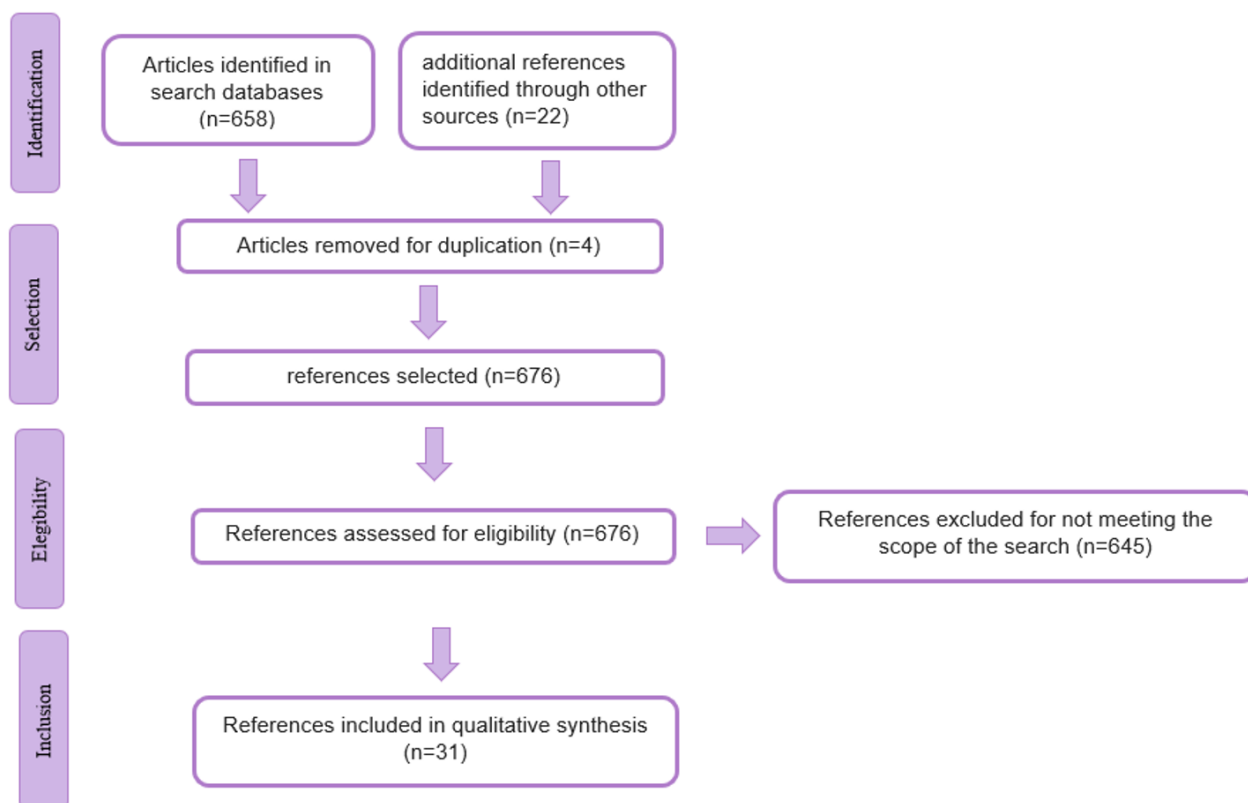 Identification
Articles identified in
search databases
(n=658)
additional references
identified through other
sources (n=22)
Selection
Articles removed for duplication (n=4)
references selected (n=676)
Elegibility
References assessed for eligibility (n=676)
References excluded for not meeting the
scope of the search (n=645)
Inclusion
References included in qualitative synthesis
(n=31)